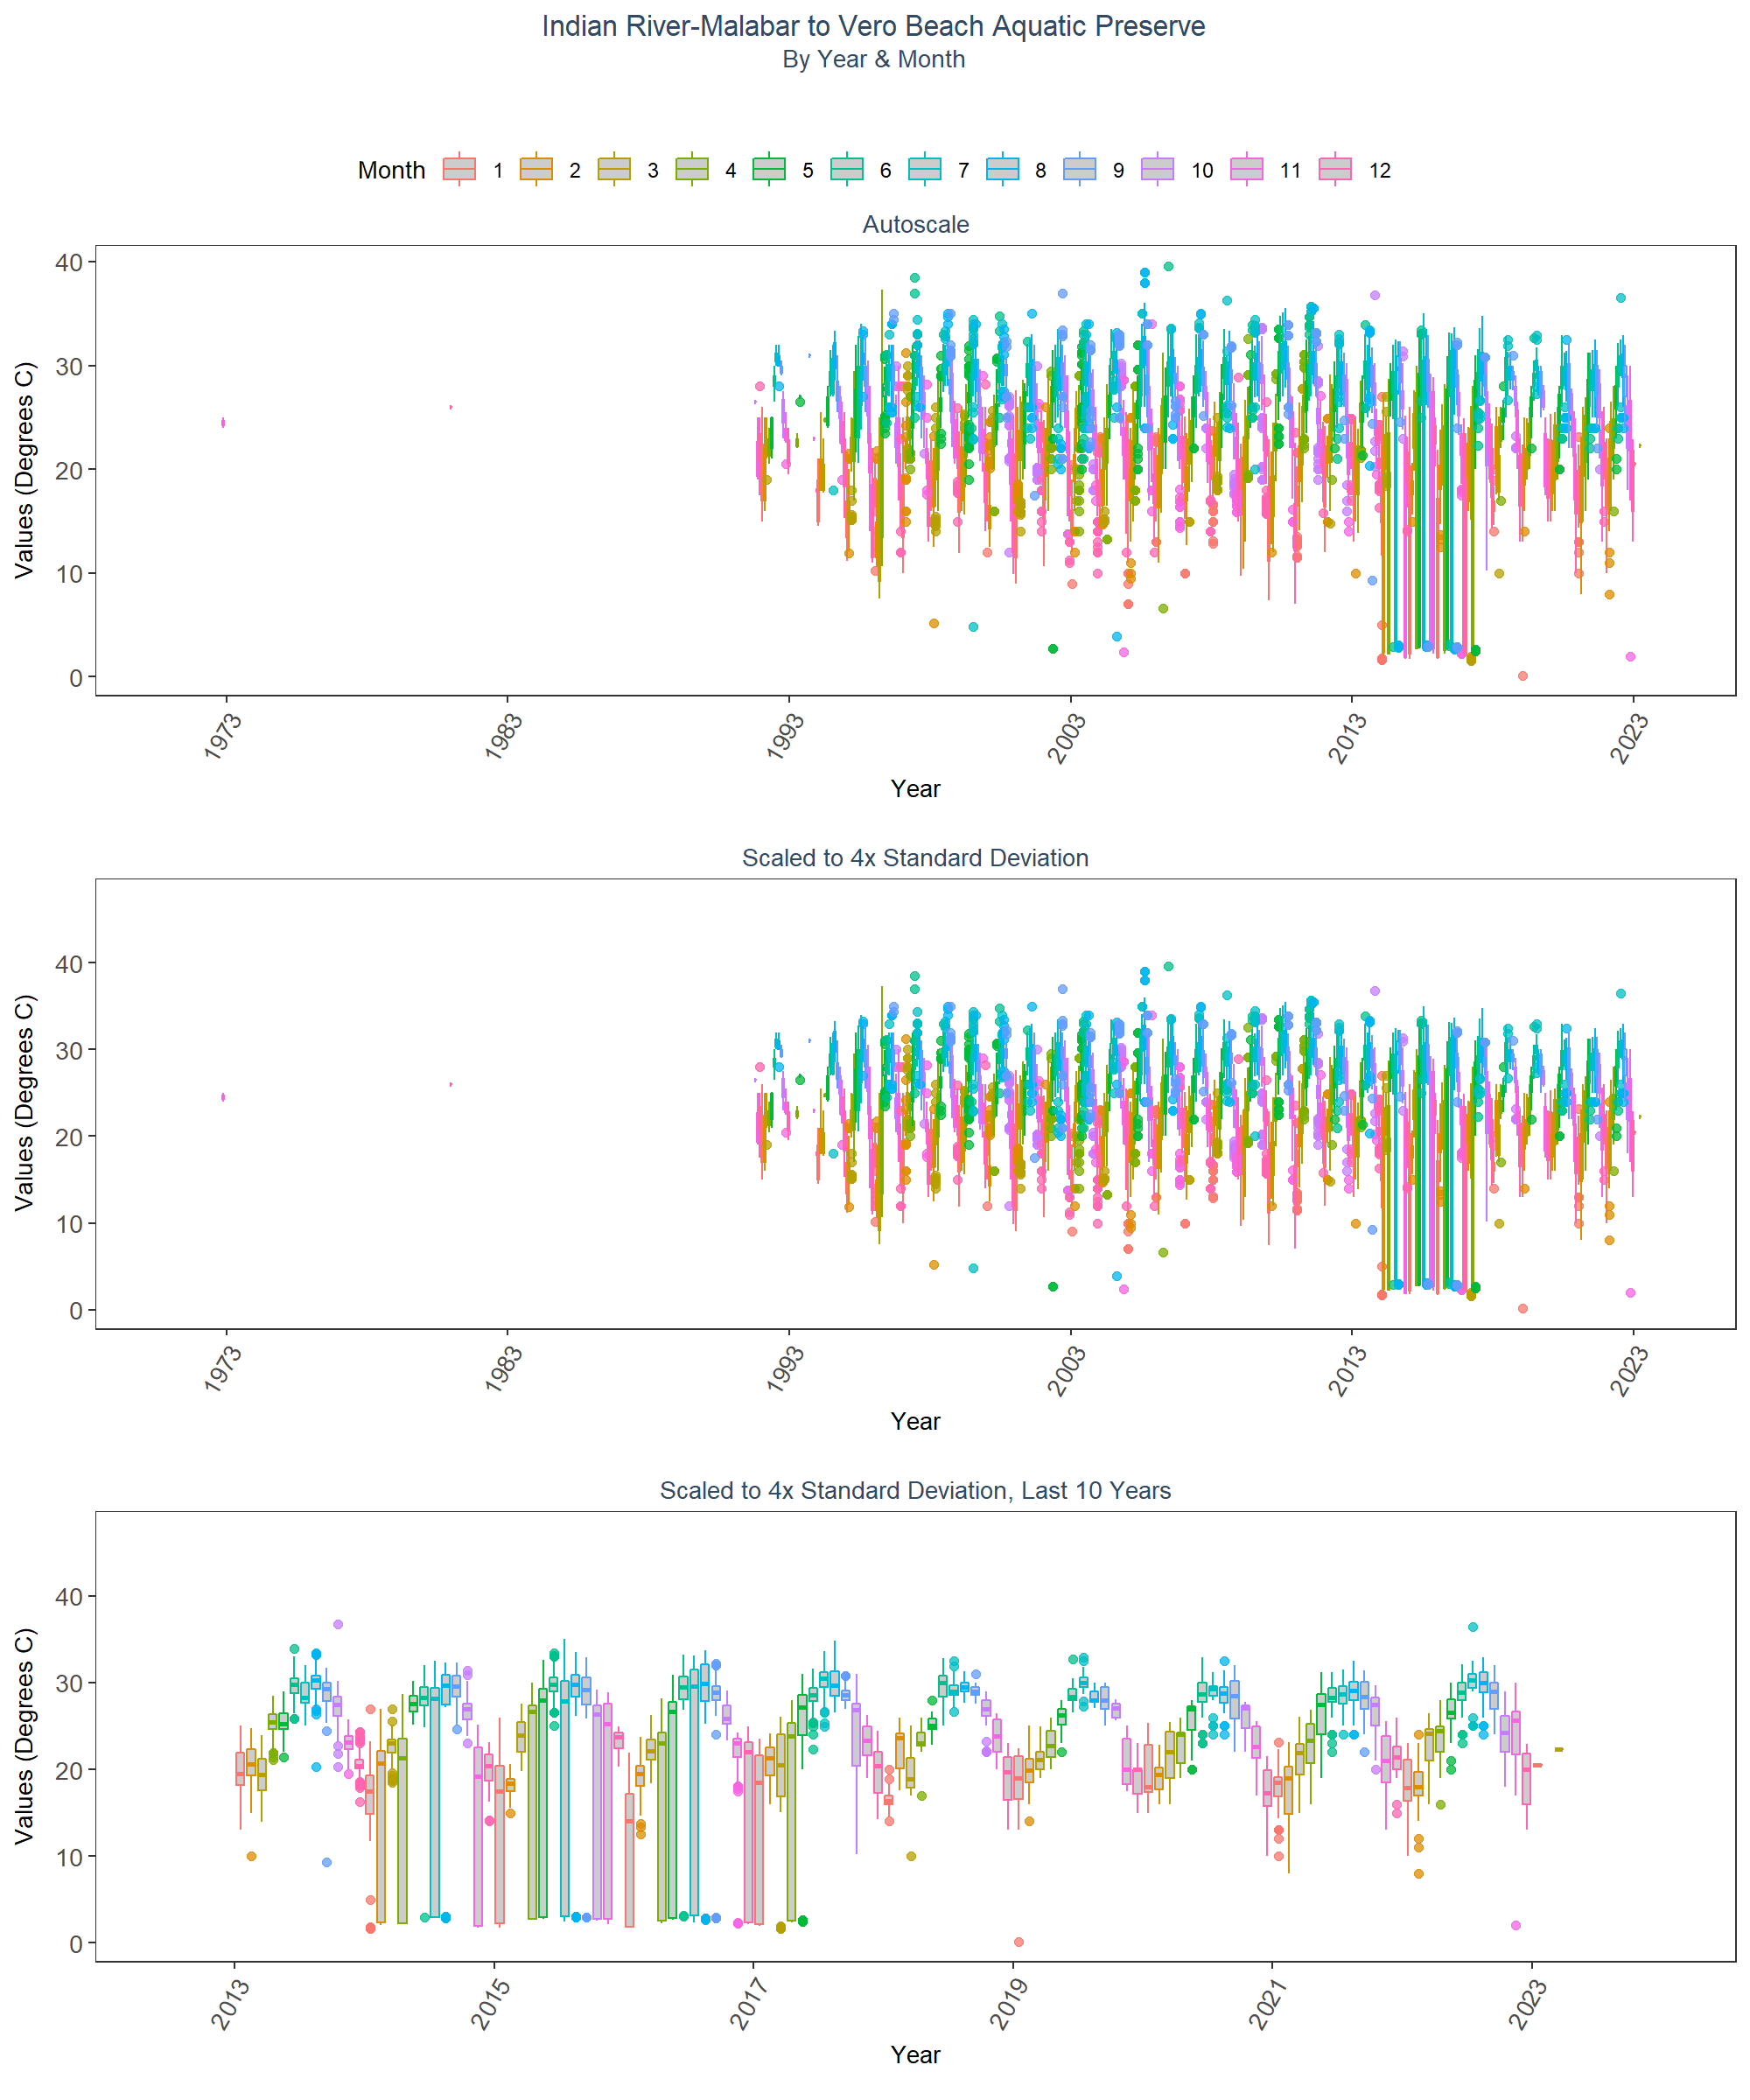 Indian River-Malabar to Vero Beach Aquatic Preserve
By Year & Month
Month 1 2 3 4 5 6 7 8 9 10 11 12
Autoscale
Values (Degrees C)
40
30
20
10
0
1973 1983 1993 2003 2013 2023
Year
Scaled to 4x Standard Deviation
Values (Degrees C)
40
30
20
10
0
1973 1983 1993 2003 2013 2023
Year
Scaled to 4x Standard Deviation, Last 10 Years
Values (Degrees C)
40
30
20
10
0
2013 2015 2017 2019 2021 2023
Year